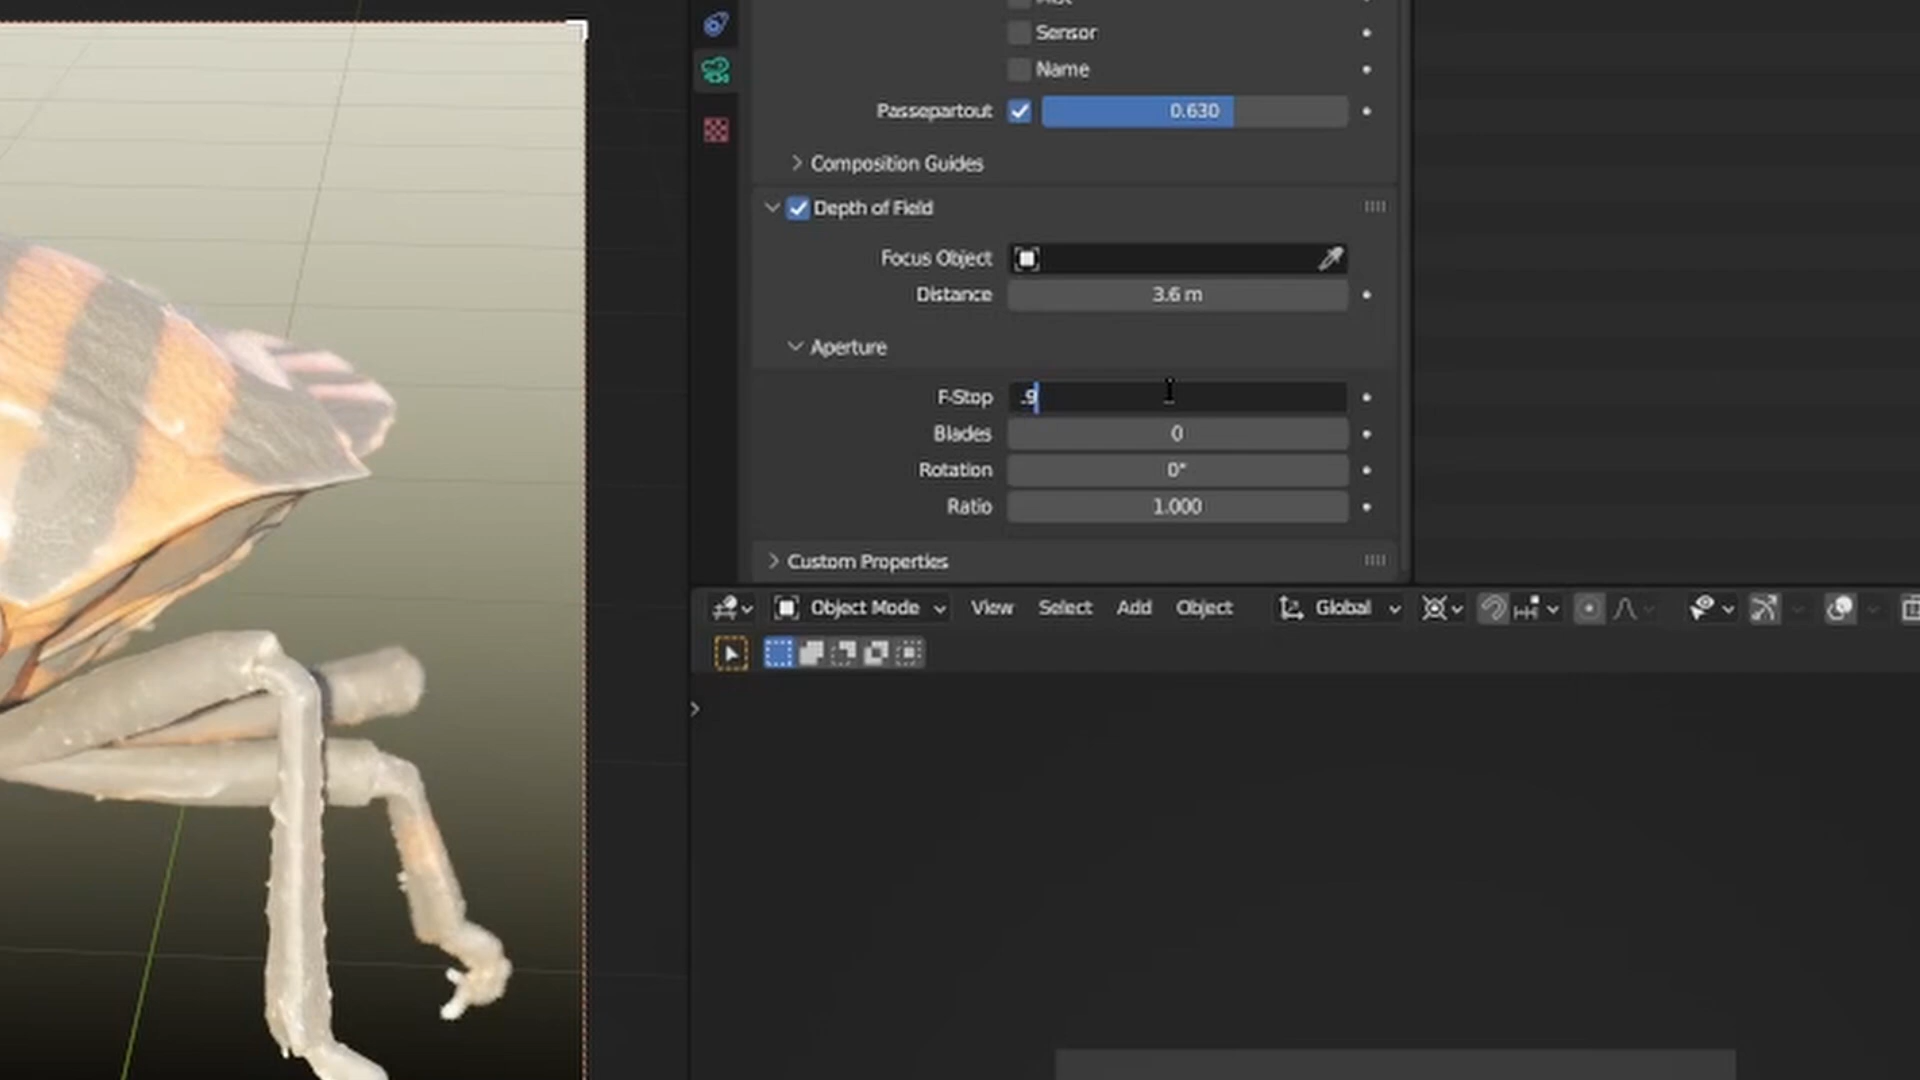 Sensor
Name
Passepartout 0.630
Composition Guides
Depth of Field
Focus Object
Distance 3.6 m
Aperture
F-Stop .9
Blades 0
Rotation 0°
Ratio 1.000
Custom Properties
Object Mode View Select Add Object Global